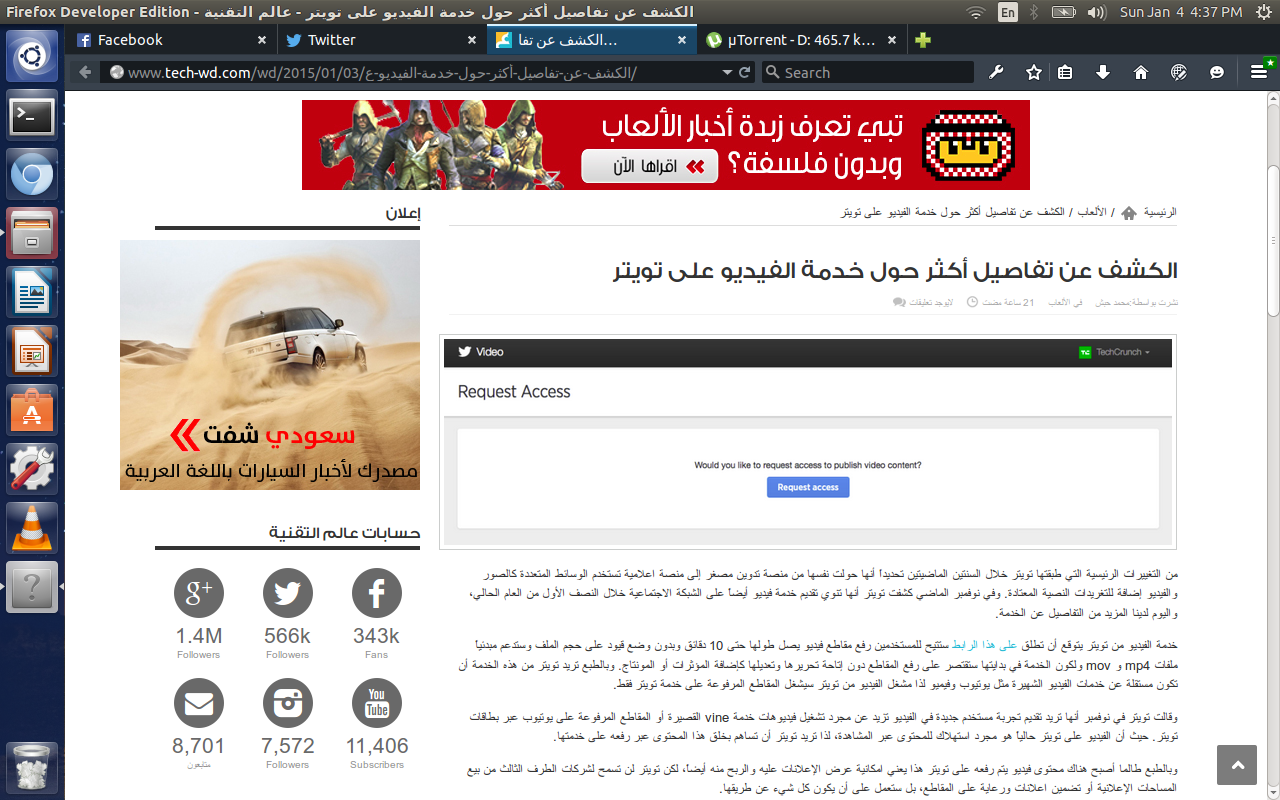 الكشف عن تفاصيل أكثر حول خدمة الفيديو على تويتر - عالم التقنية - Firefox Developer Edition
En
Sun Jan 4 4:37 PM
Facebook
Twitter
الكشف عن تفا...
µTorrent - D: 465.7 k...
www.tech-wd.com/wd/2015/01/03/الكشف-عن-تفاصيل-أكثر-حول-خدمة-الفيديو-ع/
Search
تبي تعرف زبدة أخبار الألعاب
وبدون فلسفة؟
اقراها الآن
الرئيسية / الألعاب / الكشف عن تفاصيل أكثر حول خدمة الفيديو على تويتر
الكشف عن تفاصيل أكثر حول خدمة الفيديو على تويتر
نشرت بواسطة:محمد حبش في الألعاب 21 ساعة مضت لايوجد تعليقات
Video
TechCrunch
Request Access
Would you like to request access to publish video content?
Request access
من التغييرات الرئيسية التي طبقتها تويتر خلال السنتين الماضيتين تحديداً أنها حولت نفسها من منصة تدوين مصغر إلى منصة اعلامية تستخدم الوسائط المتعددة كالصور
والفيديو إضافة للتغريدات النصية المعتادة. وفي نوفمبر الماضي كشفت تويتر أنها تنوي تقديم خدمة فيديو أيضاً على الشبكة الاجتماعية خلال النصف الأول من العام الحالي،
واليوم لدينا المزيد من التفاصيل عن الخدمة.
خدمة الفيديو من تويتر يتوقع أن تطلق على هذا الرابط ستتيح للمستخدمين رفع مقاطع فيديو يصل طولها حتى 10 دقائق وبدون وضع قيود على حجم الملف وستدعم مبدئياً
ملفات mp4 و mov ولكون الخدمة في بدايتها ستقتصر على رفع المقاطع دون إتاحة تحريرها وتعديلها كإضافة المؤثرات أو المونتاج. وبالطبع تريد تويتر من هذه الخدمة أن
تكون مستقلة عن خدمات الفيديو الشهيرة مثل يوتيوب وفيميو لذا مشغل الفيديو من تويتر سيشغل المقاطع المرفوعة على خدمة تويتر فقط.
وقالت تويتر في نوفمبر أنها تريد تقديم تجربة مستخدم جديدة في الفيديو تزيد عن مجرد تشغيل فيديوهات خدمة vine القصيرة أو المقاطع المرفوعة على يوتيوب عبر بطاقات
تويتر. حيث أن الفيديو على تويتر حالياً هو مجرد استهلاك للمحتوى عبر المشاهدة، لذا تريد تويتر أن تساهم بخلق هذا المحتوى عبر رفعه على خدمتها.
وبالطبع طالما أصبح هناك محتوى فيديو يتم رفعه على تويتر هذا يعني امكانية عرض الإعلانات عليه والربح منه أيضاً، لكن تويتر لن تسمح لشركات الطرف الثالث من بيع
المساحات الإعلانية أو تضمين اعلانات ورعاية على المقاطع، بل ستعمل على أن يكون كل شيء عن طريقها.
إعلان
سعودي شفت
مصدرك لأخبار السيارات باللغة العربية
حسابات عالم التقنية
g+
f
You Tube
1.4M
Followers
566k
Followers
343k
Fans
8,701
متابعون
7,572
Followers
11,406
Subscribers